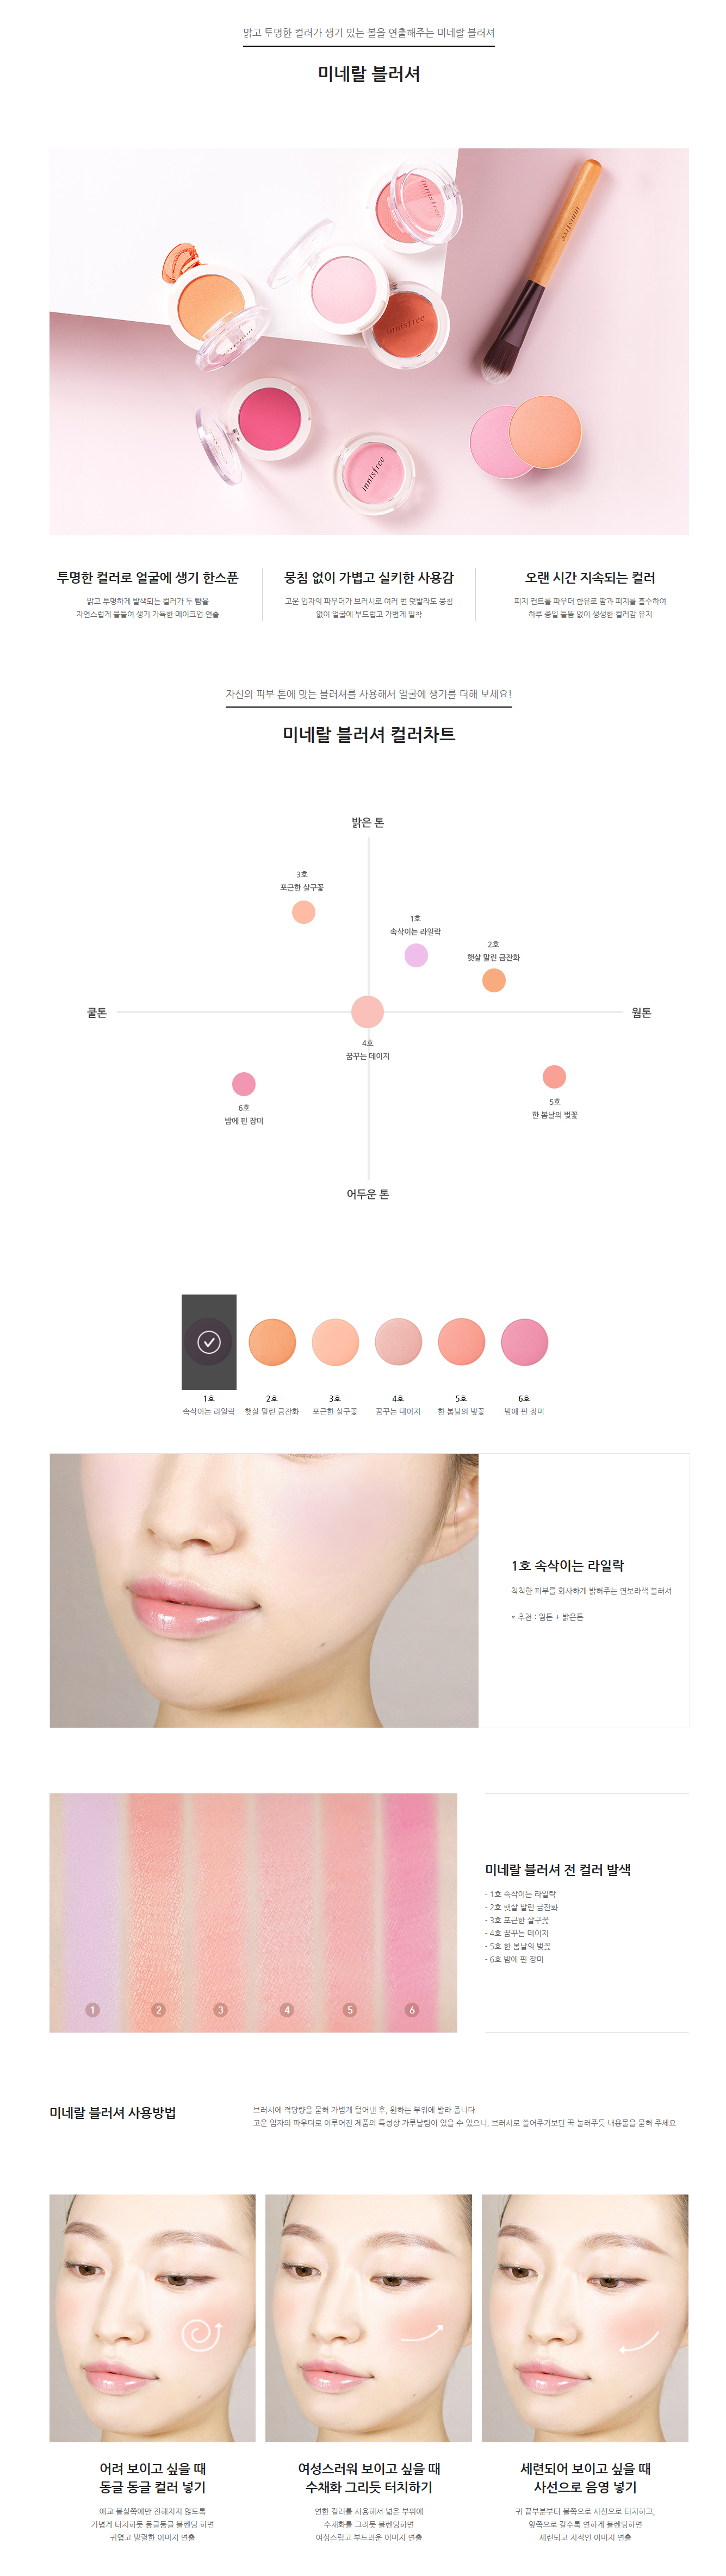 맑고 투명한 컬러가 생기 있는 볼을 연출해주는 미네랄 블러셔
미네랄 블러셔
innisfree
innisfree
innisfree
innisfree
투명한 컬러로 얼굴에 생기 한스푼
맑고 투명하게 발색되는 컬러가 두 뺨을
자연스럽게 물들여 생기 가득한 메이크업 연출
뭉침 없이 가볍고 실키한 사용감
고운 입자의 파우더가 브러시로 여러 번 덧발라도 뭉침
없이 얼굴에 부드럽고 가볍게 밀착
오랜 시간 지속되는 컬러
피지 컨트롤 파우더 함유로 땀과 피지를 흡수하여
하루 종일 들뜸 없이 생생한 컬러감 유지
자신의 피부 톤에 맞는 블러셔를 사용해서 얼굴에 생기를 더해 보세요!
미네랄 블러셔 컬러차트
밝은 톤
3호
포근한 살구꽃
1호
속삭이는 라일락
2호
햇살 말린 금잔화
쿨톤
웜톤
4호
꿈꾸는 데이지
6호
밤에 핀 장미
5호
한 봄날의 벚꽃
어두운 톤
1호
속삭이는 라일락
2호
햇살 말린 금잔화
3호
포근한 살구꽃
4호
꿈꾸는 데이지
5호
한 봄날의 벚꽃
6호
밤에 핀 장미
1호 속삭이는 라일락
칙칙한 피부를 화사하게 밝혀주는 연보라색 블러셔
* 추천 : 웜톤 + 밝은톤
1 2 3 4 5 6
미네랄 블러셔 전 컬러 발색
- 1호 속삭이는 라일락
- 2호 햇살 말린 금잔화
- 3호 포근한 살구꽃
- 4호 꿈꾸는 데이지
- 5호 한 봄날의 벚꽃
- 6호 밤에 핀 장미
미네랄 블러셔 사용방법
브러시에 적당량을 묻혀 가볍게 털어낸 후, 원하는 부위에 발라 줍니다
고운 입자의 파우더로 이루어진 제품의 특성상 가루날림이 있을 수 있으니, 브러시로 쓸어주기보단 꾹 눌러주듯 내용물을 묻혀 주세요
어려 보이고 싶을 때
동글 동글 컬러 넣기
애교 볼살쪽에만 진해지지 않도록
가볍게 터치하듯 동글동글 블렌딩 하면
귀엽고 발랄한 이미지 연출
여성스러워 보이고 싶을 때
수채화 그리듯 터치하기
연한 컬러를 사용해서 넓은 부위에
수채화를 그리듯 블렌딩하면
여성스럽고 부드러운 이미지 연출
세련되어 보이고 싶을 때
사선으로 음영 넣기
귀 끝부분부터 볼쪽으로 사선으로 터치하고,
앞쪽으로 갈수록 연하게 블렌딩하면
세련되고 지적인 이미지 연출